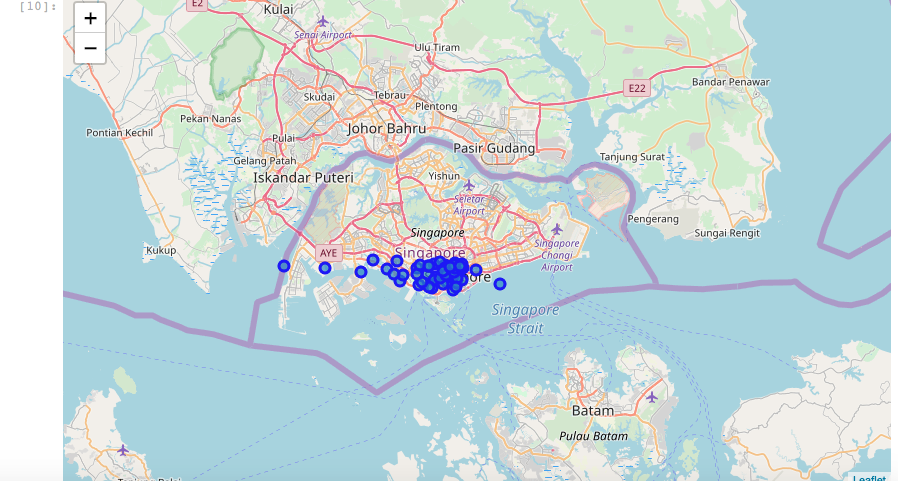 [10]:
+
−
E2
Kulai
Senai Airport
Ulu Tiram
E22
Bandar Penawar
Skudai
Tebrau
Plentong
Pekan Nanas
Pontian Kechil
Johor Bahru
Pulai
Pasir Gudang
Gelang Patah
Tanjung Surat
Iskandar Puteri
Yishun
Seletar
Airport
Pengerang
Singapore
Sungai Rengit
Kukup
AYE
Singapore
Singapore
Changi
Airport
ore
Singapore
Strait
Batam
Pulau Batam
Leaflet